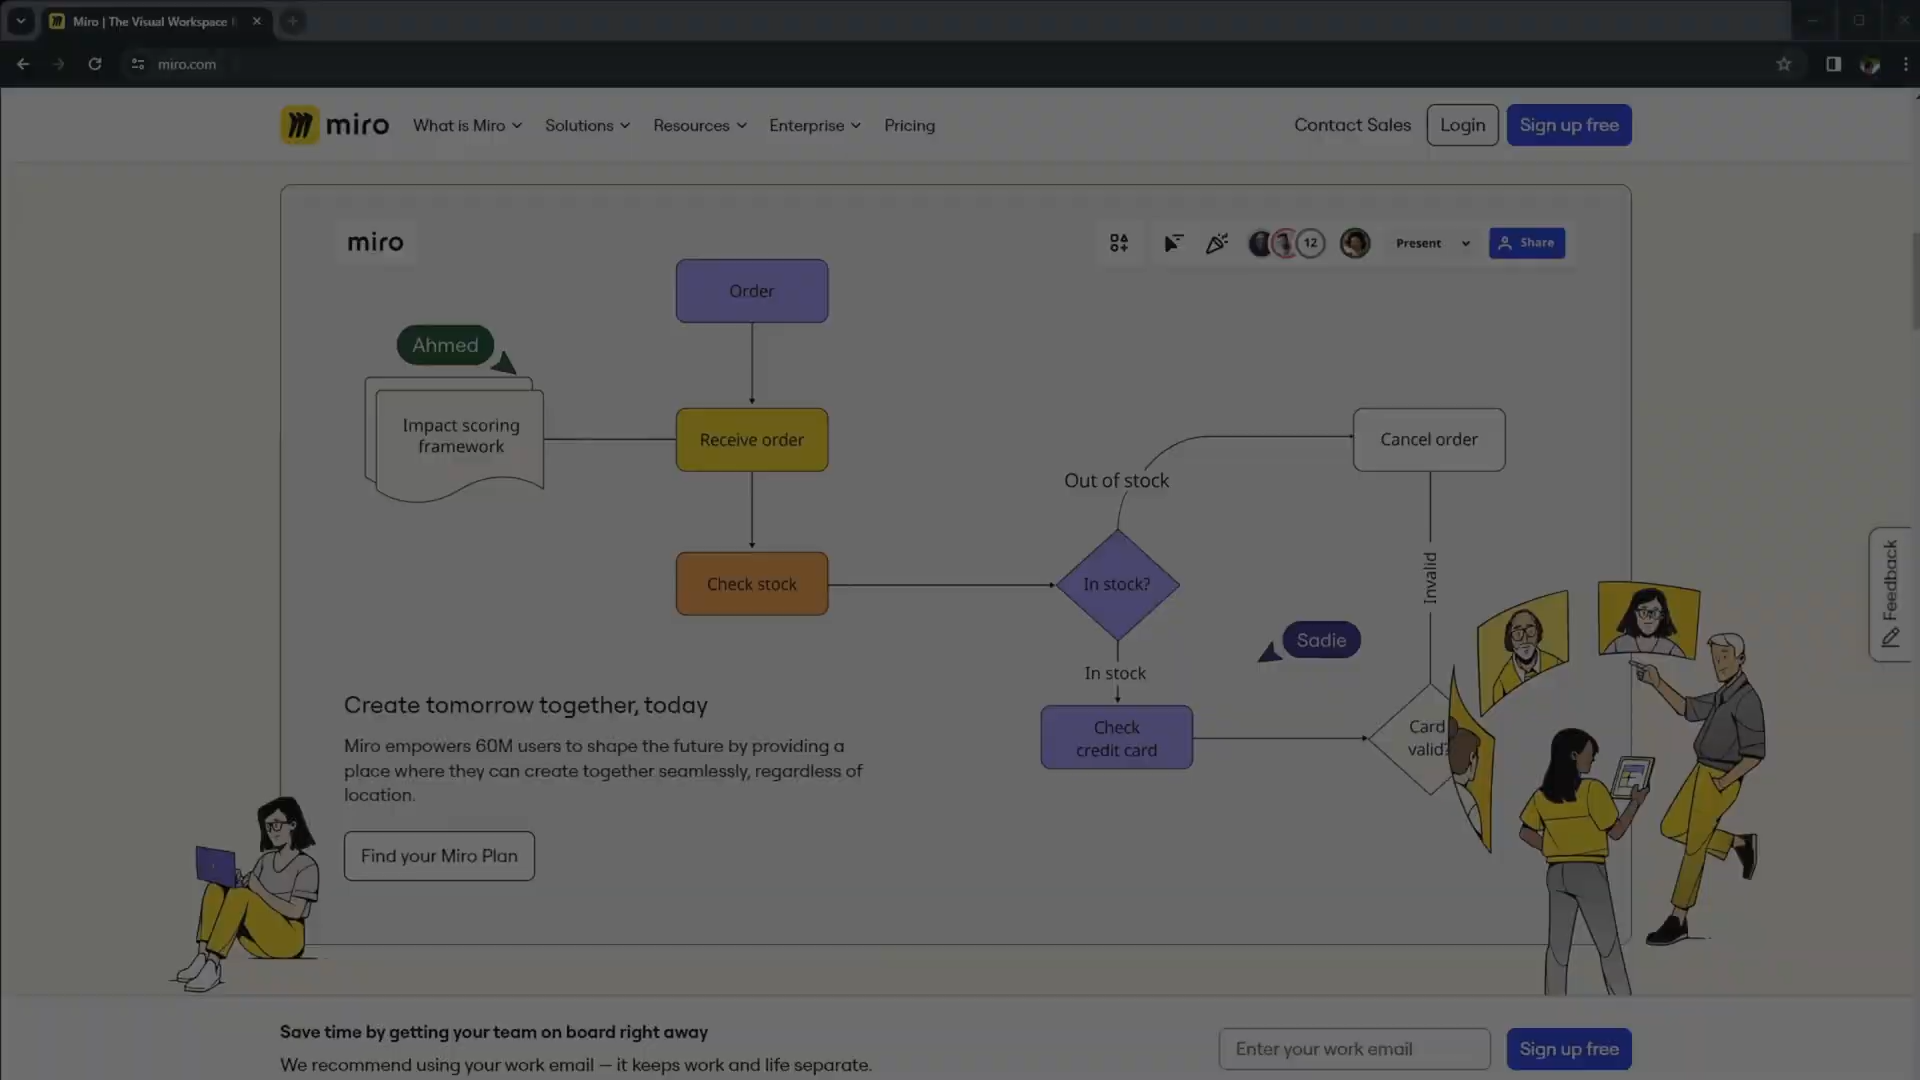 Miro | The Visual Workspace
miro.com
miro
What is Miro
Solutions
Resources
Enterprise
Pricing
Contact Sales
Login
Sign up free
miro
12
Present
Share
Order
Ahmed
Impact scoring
framework
Receive order
Cancel order
Out of stock
Check stock
In stock?
Invalid
Feedback
Sadie
In stock
Check
credit card
Card
valid?
Create tomorrow together, today
Miro empowers 60M users to shape the future by providing a
place where they can create together seamlessly, regardless of
location.
Find your Miro Plan
Save time by getting your team on board right away
We recommend using your work email — it keeps work and life separate.
Enter your work email
Sign up free